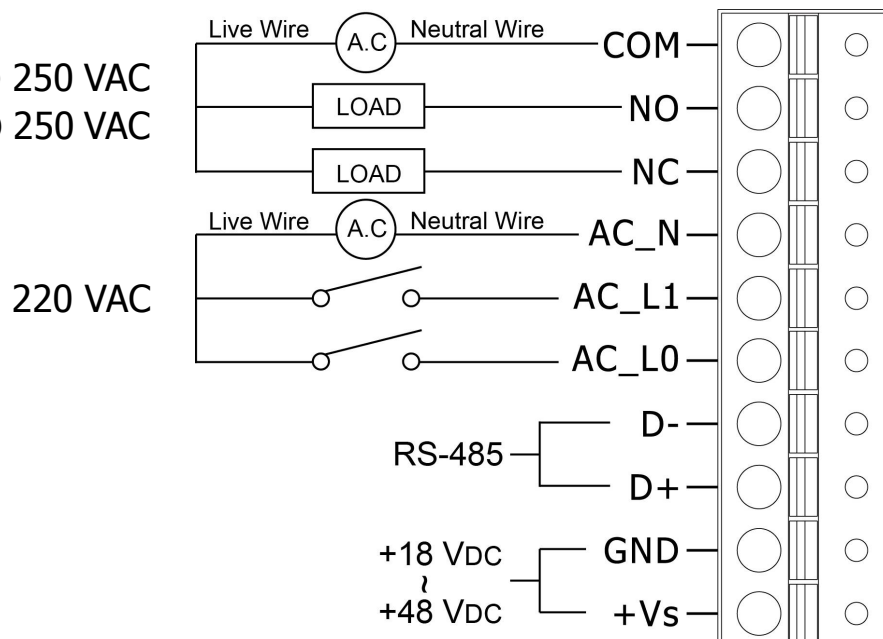 Live Wire A.C Neutral Wire COM
250 VAC
LOAD NO
250 VAC
LOAD NC
Live Wire A.C Neutral Wire AC_N
220 VAC AC_L1
AC_L0
D-
RS-485
D+
+18 VDC GND
~
+48 VDC +Vs